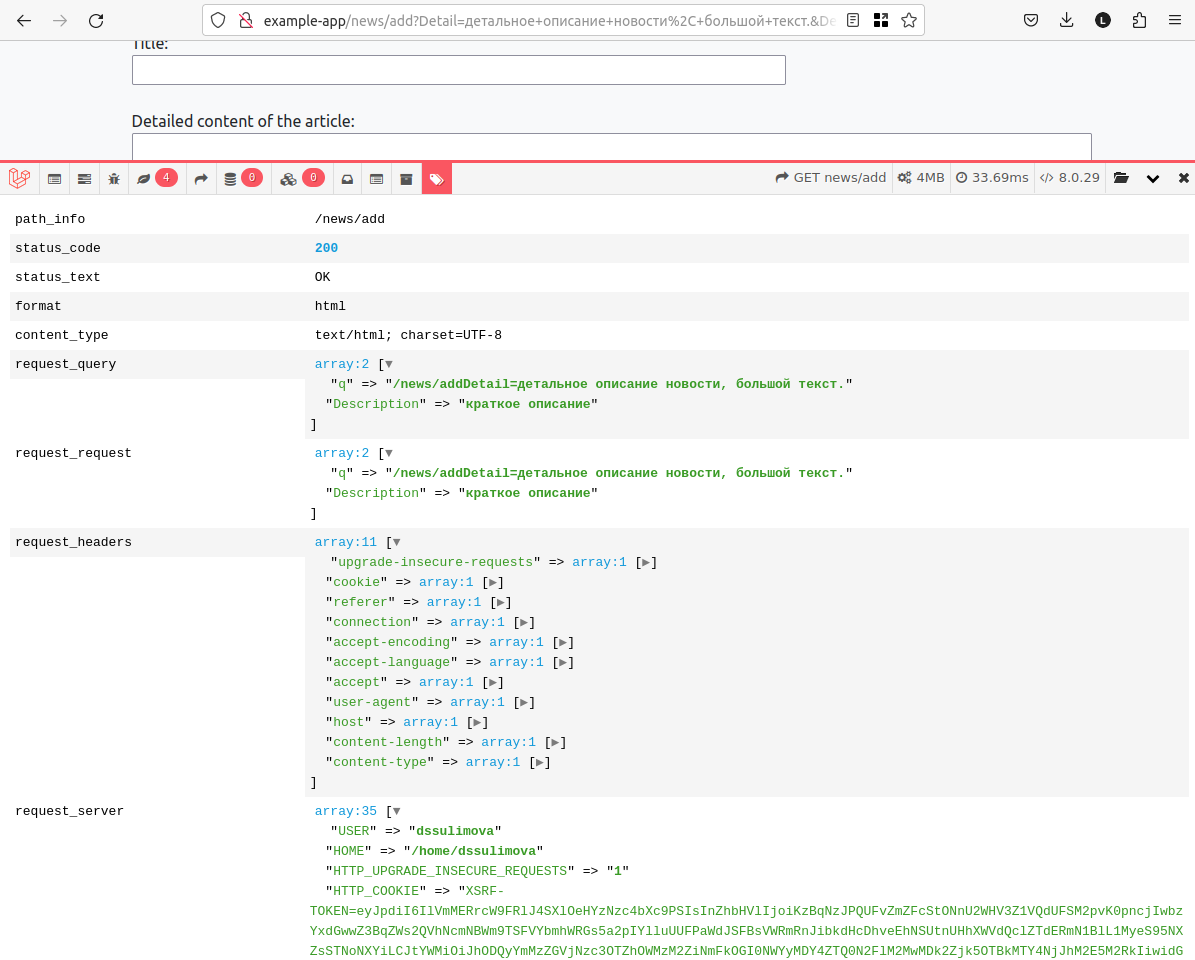 example-app/news/add?Detail=детальное+описание+новости%2C+большой+текст.&De
L
Title:
Detailed content of the article:
4
0
0
GET news/add
4MB
33.69ms
8.0.29
path_info /news/add
status_code 200
status_text OK
format html
content_type text/html; charset=UTF-8
request_query array:2 [▼
"q" => "/news/addDetail=детальное описание новости, большой текст."
"Description" => "краткое описание"
]
request_request array:2 [▼
"q" => "/news/addDetail=детальное описание новости, большой текст."
"Description" => "краткое описание"
]
request_headers array:11 [▼
"upgrade-insecure-requests" => array:1 [▶]
"cookie" => array:1 [▶]
"referer" => array:1 [▶]
"connection" => array:1 [▶]
"accept-encoding" => array:1 [▶]
"accept-language" => array:1 [▶]
"accept" => array:1 [▶]
"user-agent" => array:1 [▶]
"host" => array:1 [▶]
"content-length" => array:1 [▶]
"content-type" => array:1 [▶]
]
request_server array:35 [▼
"USER" => "dssulimova"
"HOME" => "/home/dssulimova"
"HTTP_UPGRADE_INSECURE_REQUESTS" => "1"
"HTTP_COOKIE" => "XSRF-